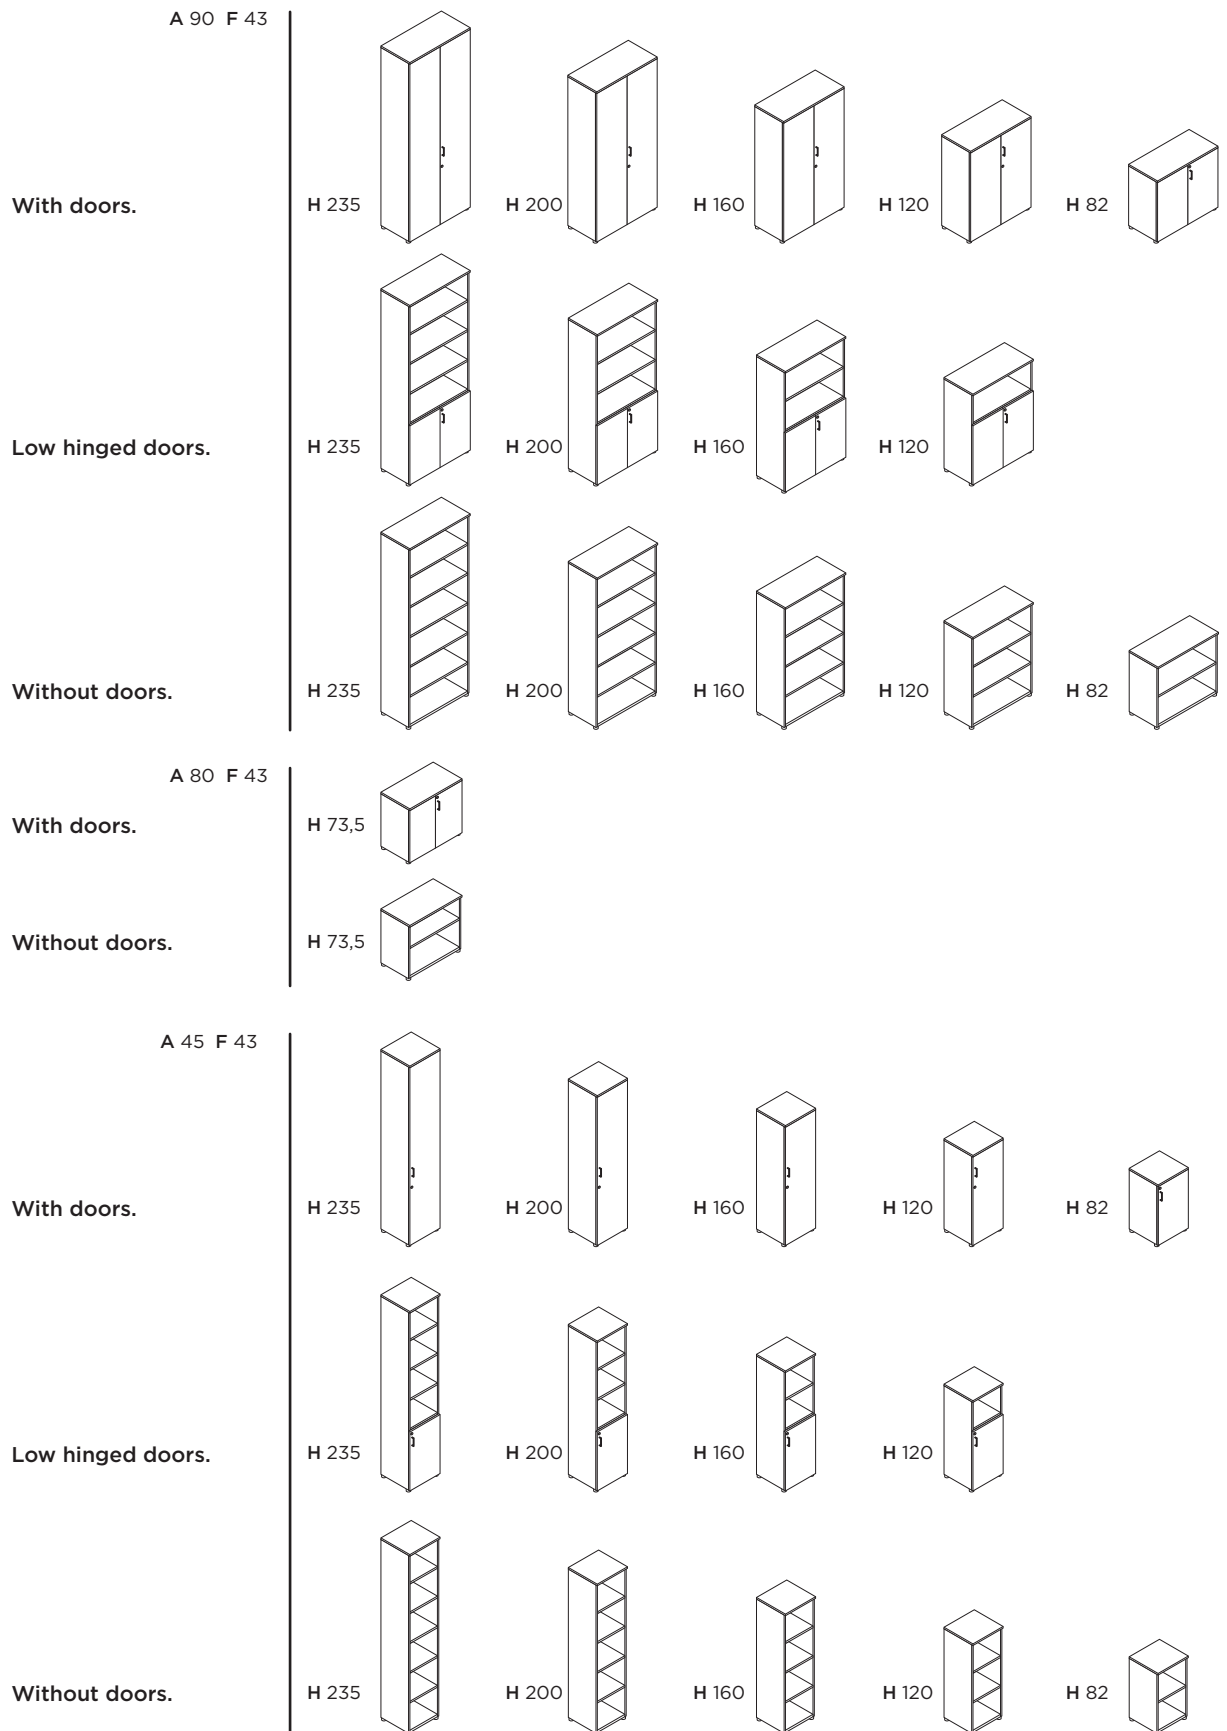 A 90 F 43
With doors. H 235 H 200 H 160 H 120 H 82
Low hinged doors. H 235 H 200 H 160 H 120
Without doors. H 235 H 200 H 160 H 120 H 82
A 80 F 43
With doors. H 73,5
Without doors. H 73,5
A 45 F 43
With doors. H 235 H 200 H 160 H 120 H 82
Low hinged doors. H 235 H 200 H 160 H 120
Without doors. H 235 H 200 H 160 H 120 H 82